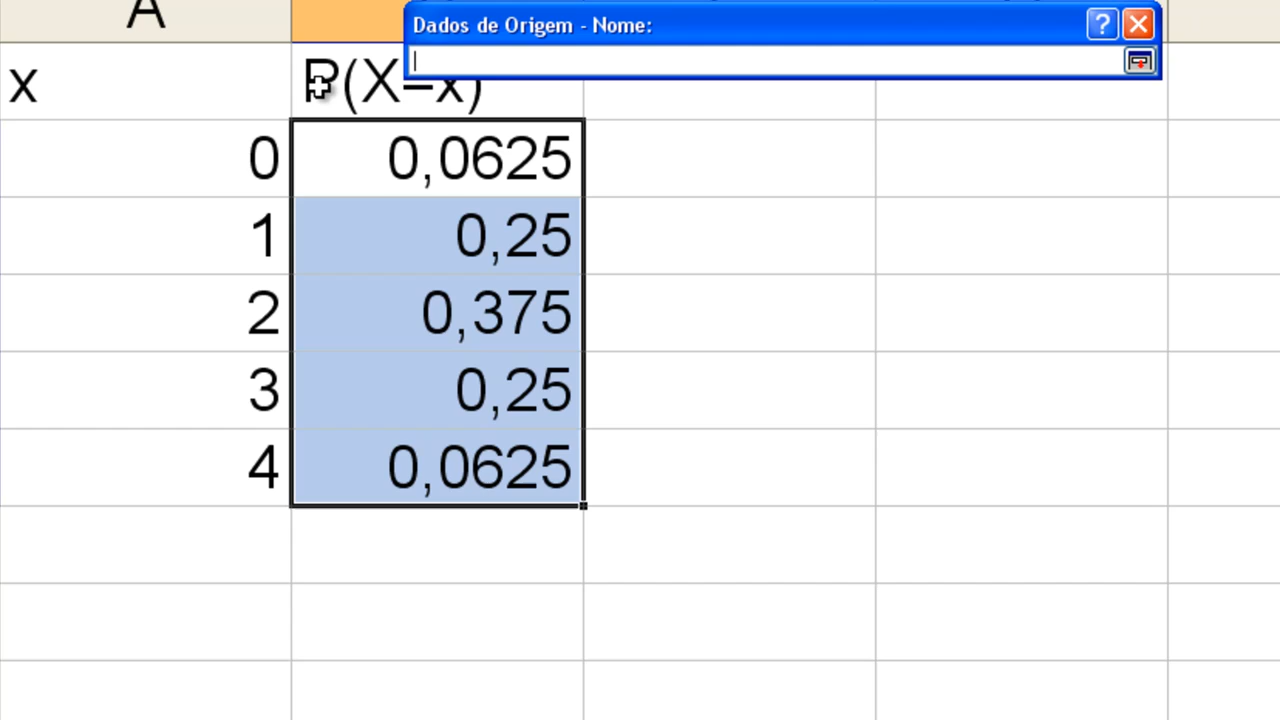 A
Dados de Origem - Nome:
x P(X=x)
0 0,0625
1 0,25
2 0,375
3 0,25
4 0,0625